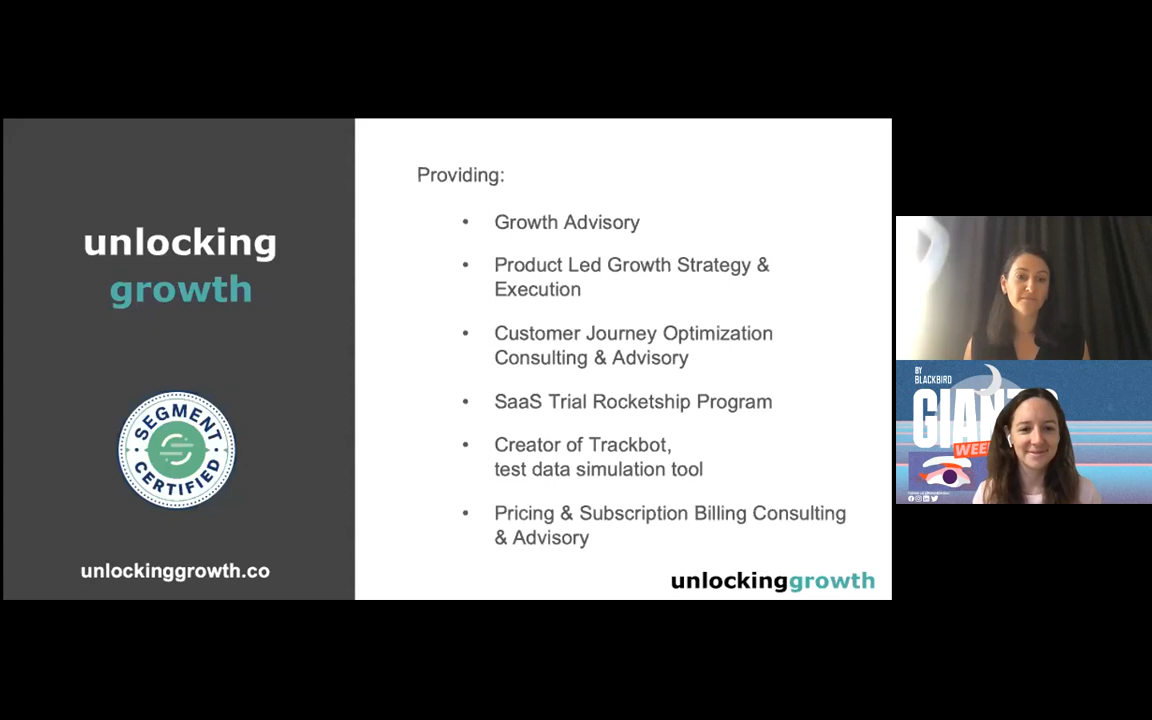 unlocking
growth
SEGMENT
CERTIFIED
unlockinggrowth.co
Providing:
• Growth Advisory
• Product Led Growth Strategy &
Execution
• Customer Journey Optimization
Consulting & Advisory
• SaaS Trial Rocketship Program
• Creator of Trackbot,
test data simulation tool
• Pricing & Subscription Billing Consulting
& Advisory
unlockinggrowth
BY
BLACKBIRD
GIAN
WEE